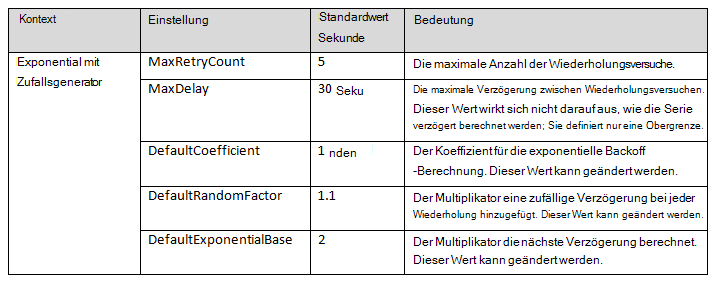 Kontext
Einstellung
Standardwert
Sekunde
Bedeutung
Exponential mit
Zufallsgenerator
MaxRetryCount
5
Die maximale Anzahl der Wiederholungsversuche.
MaxDelay
30 Seku
Die maximale Verzögerung zwischen Wiederholungsversuchen.
Dieser Wert wirkt sich nicht darauf aus, wie die Serie
verzögert berechnet werden; Sie definiert nur eine Obergrenze.
DefaultCoefficient
1 nden
Der Koeffizient für die exponentielle Backoff
-Berechnung. Dieser Wert kann geändert werden.
DefaultRandomFactor
1.1
Der Multiplikator eine zufällige Verzögerung bei jeder
Wiederholung hinzugefügt. Dieser Wert kann geändert werden.
DefaultExponentialBase
2
Der Multiplikator die nächste Verzögerung berechnet.
Dieser Wert kann geändert werden.